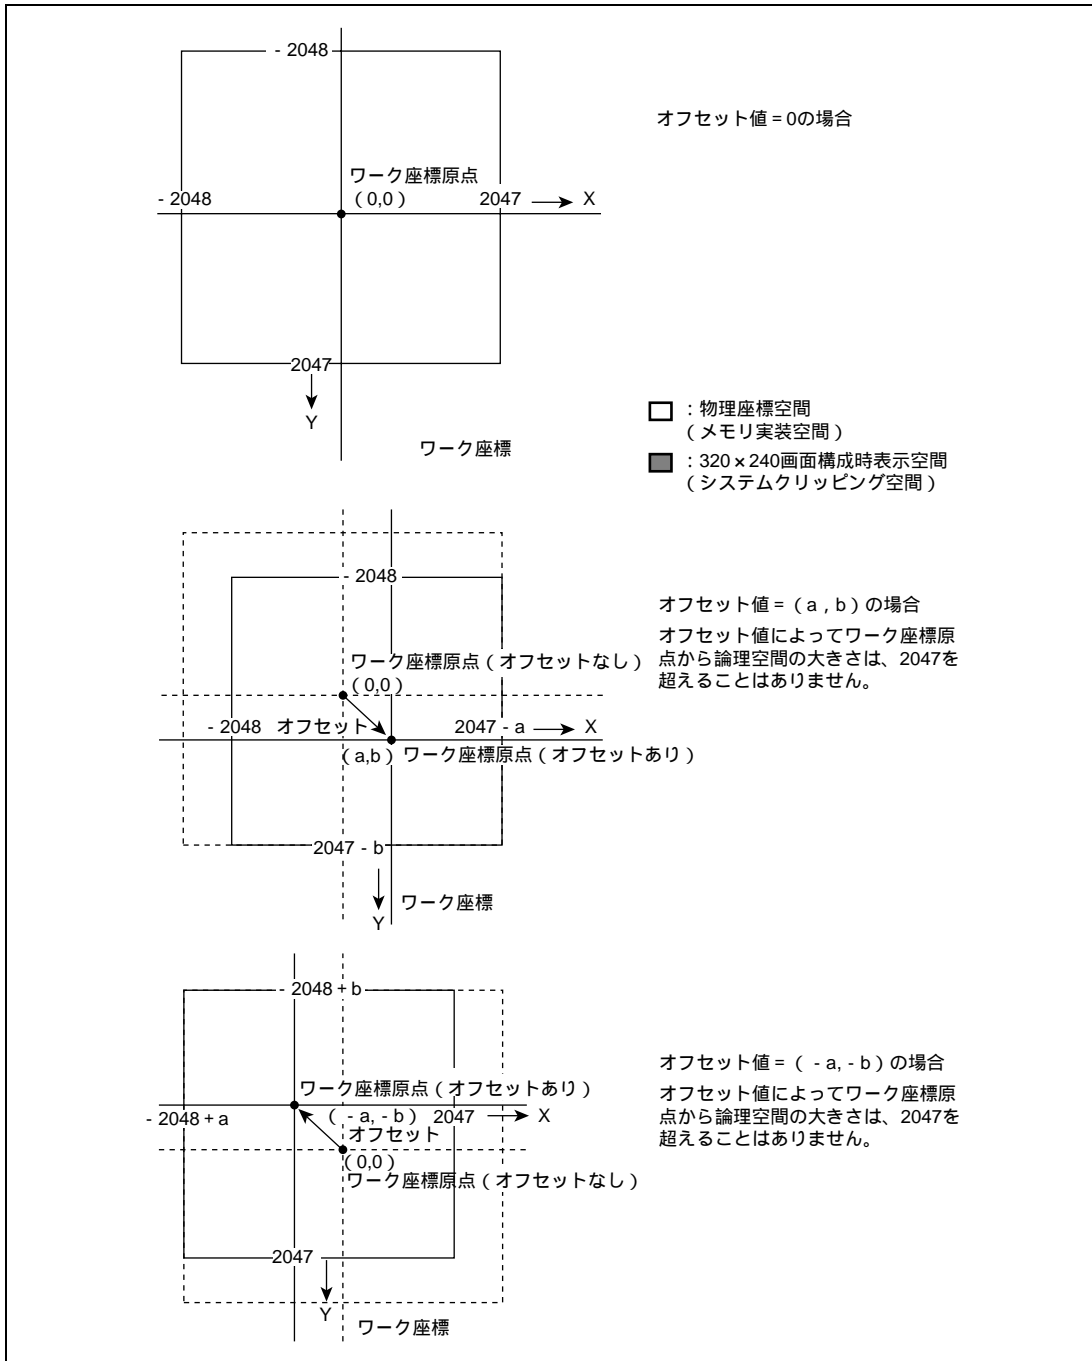 - 2048
オフセット値 = 0の場合
ワーク座標原点
（0,0）
- 2048
2047
X
2047
Y
ワーク座標
：物理座標空間
（メモリ実装空間）
：320×240画面構成時表示空間
（システムクリッピング空間）
- 2048
オフセット値 =（a , b）の場合
オフセット値によってワーク座標原
点から論理空間の大きさは、2047を
超えることはありません。
ワーク座標原点（オフセットなし）
（0,0）
- 2048
オフセット
2047 - a
X
（a,b）ワーク座標原点（オフセットあり）
2047 - b
Y
ワーク座標
- 2048 + b
オフセット値 =（ - a, - b）の場合
オフセット値によってワーク座標原
点から論理空間の大きさは、2047を
超えることはありません。
ワーク座標原点（オフセットあり）
- 2048 + a
（ - a, - b）
2047
X
オフセット
（0,0）
ワーク座標原点（オフセットなし）
2047
Y
ワーク座標